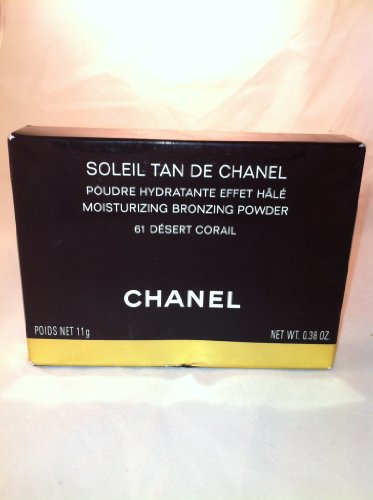 SOLEIL TAN DE CHANEL
POUDRE HYDRATANTE EFFET HÂLÉ
MOISTURIZING BRONZING POWDER
61 DÉSERT CORAIL
CHANEL
POIDS NET 11g
NET WT. 0.38 OZ.